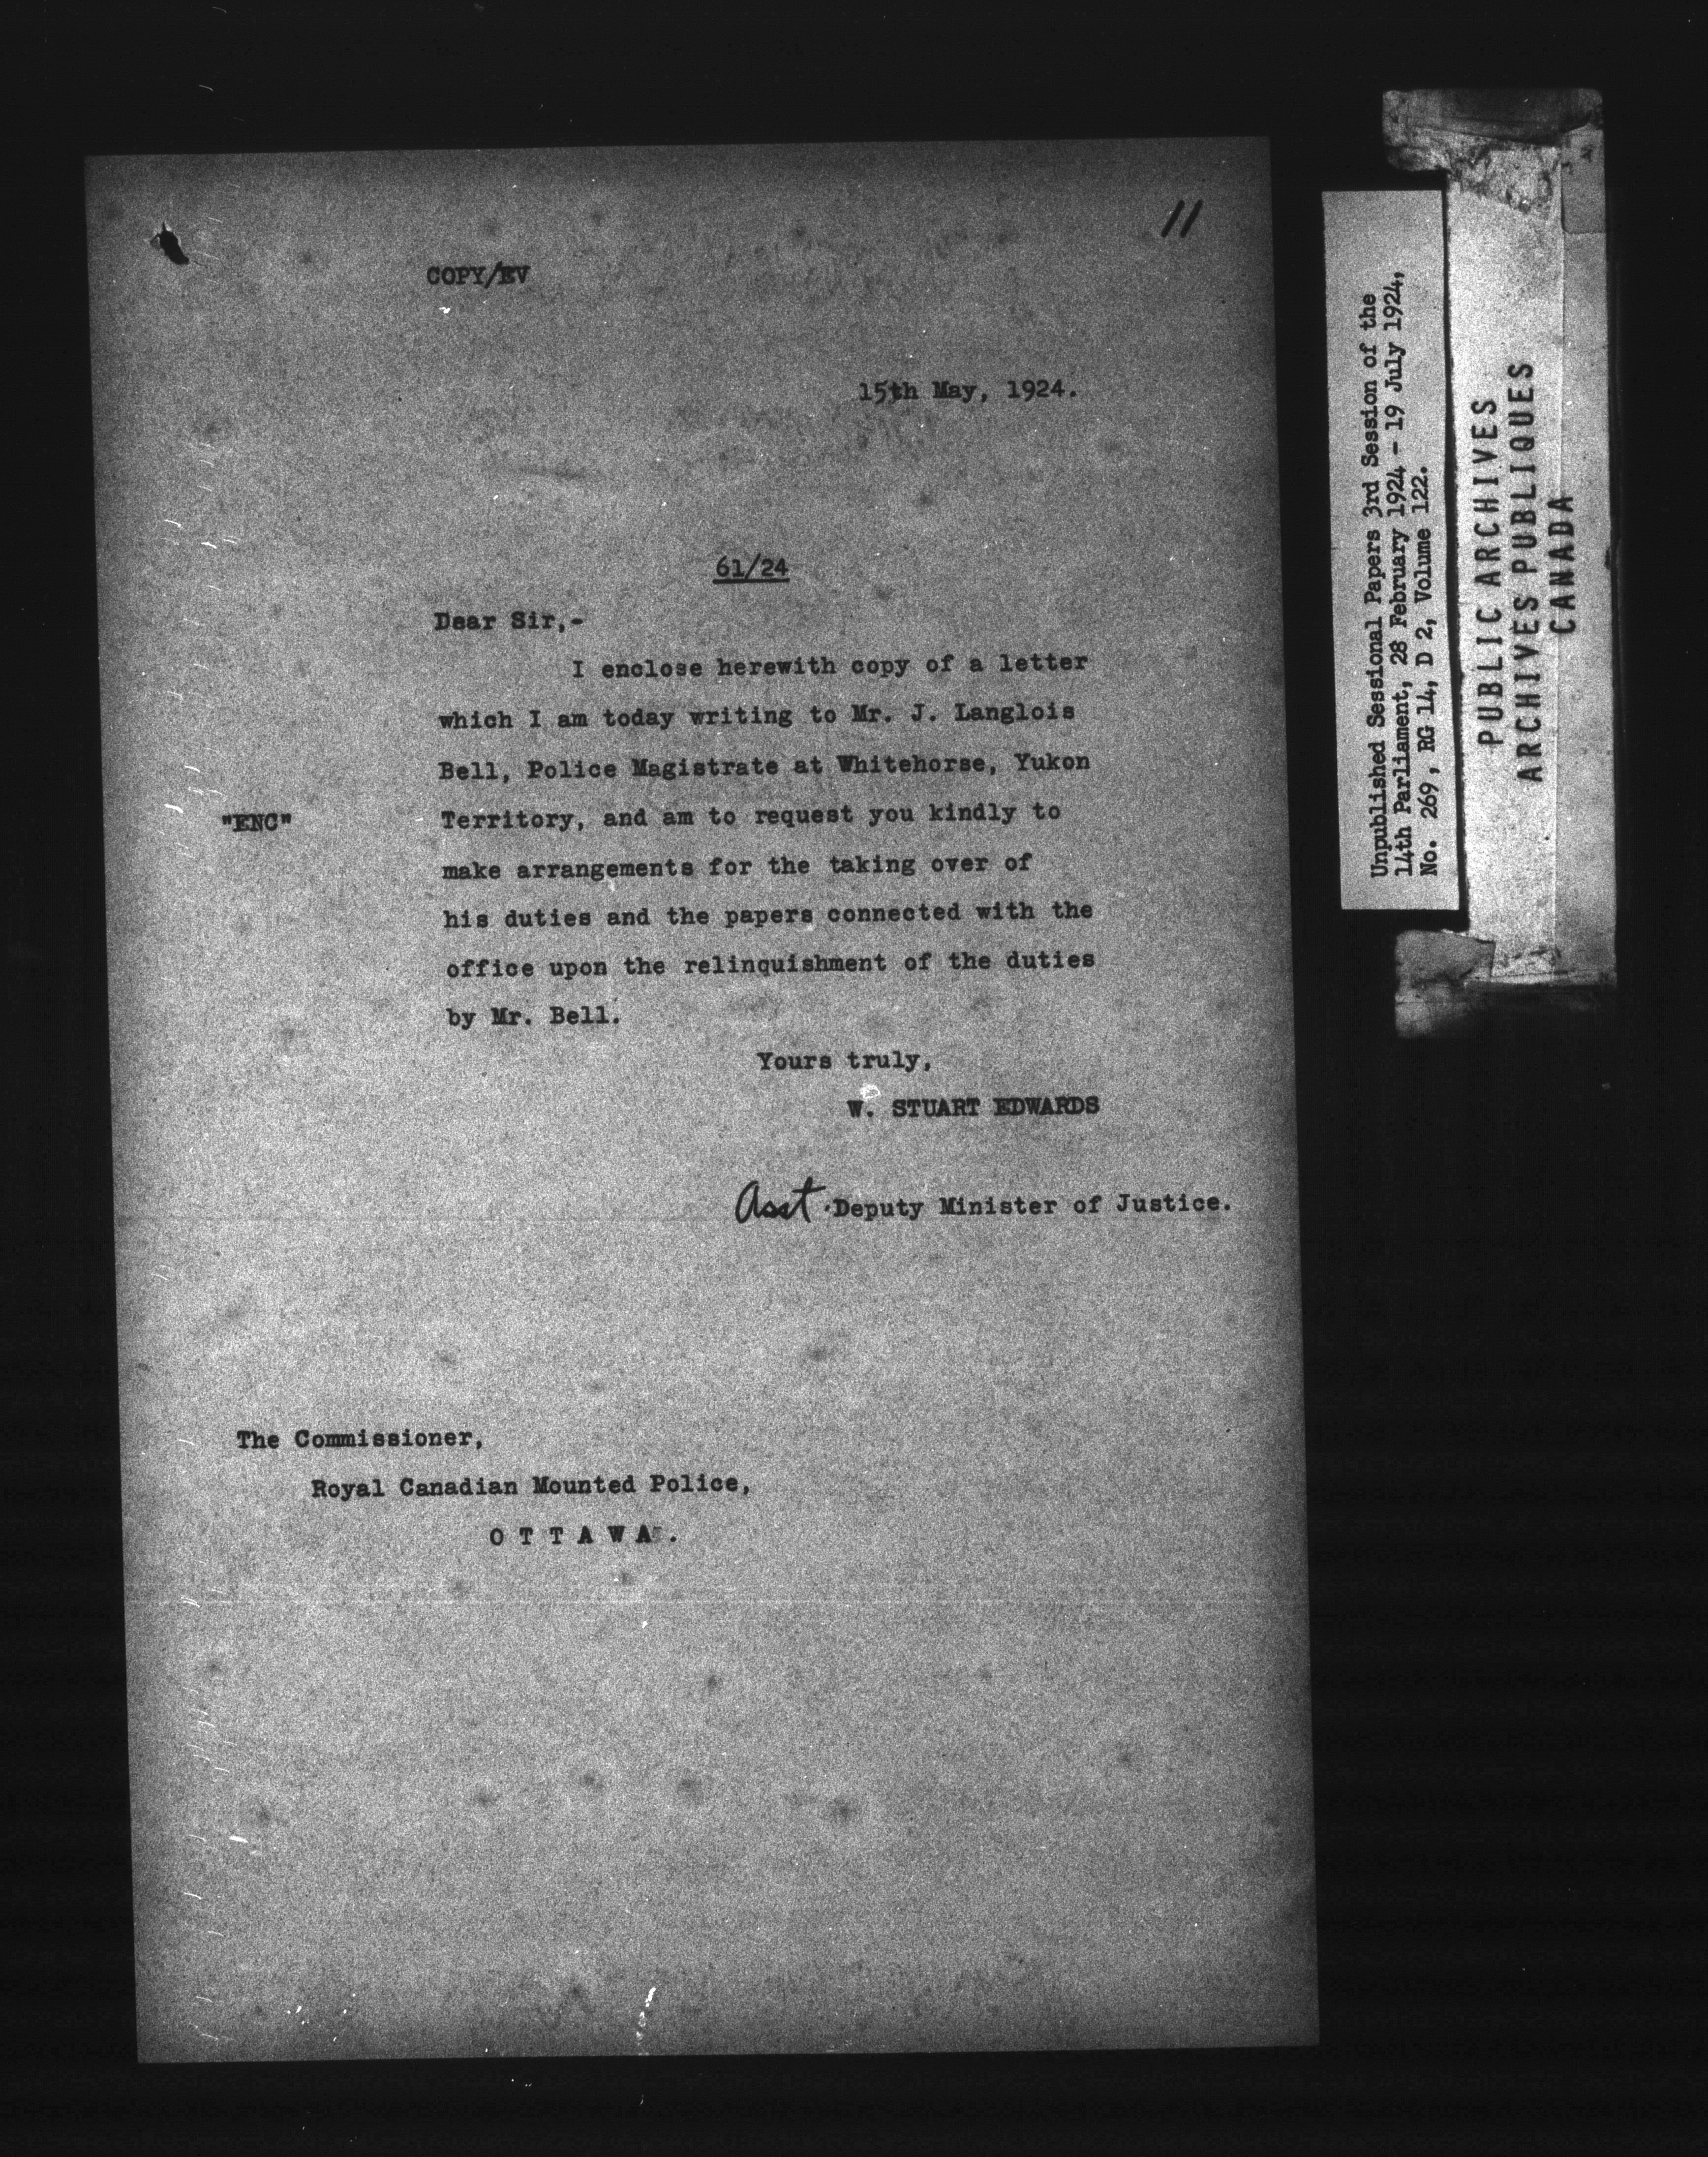 11
COPY/EV
15th May, 1924.
61/24
Dear Sir,-
I enclose herewith copy of a letter
which I am today writing to Mr. J. Langlois
Bell, Police Magistrate at Whitehorse, Yukon
"ENC" Territory, and am to request you kindly to
make arrangements for the taking over of
his duties and the papers connected with the
office upon the relinquishment of the duties
by Mr. Bell.
Yours truly,
W. STUART EDWARDS
Asst. Deputy Minister of Justice.
The Commissioner,
Royal Canadian Mounted Police,
O T T A W A .
Unpublished Sessional Papers 3rd Session of the
14th Parliament, 28 February 1924 - 19 July 1924,
No. 269, RG 14, D 2, Volume 122.
PUBLIC ARCHIVES
ARCHIVES PUBLIQUES
CANADA